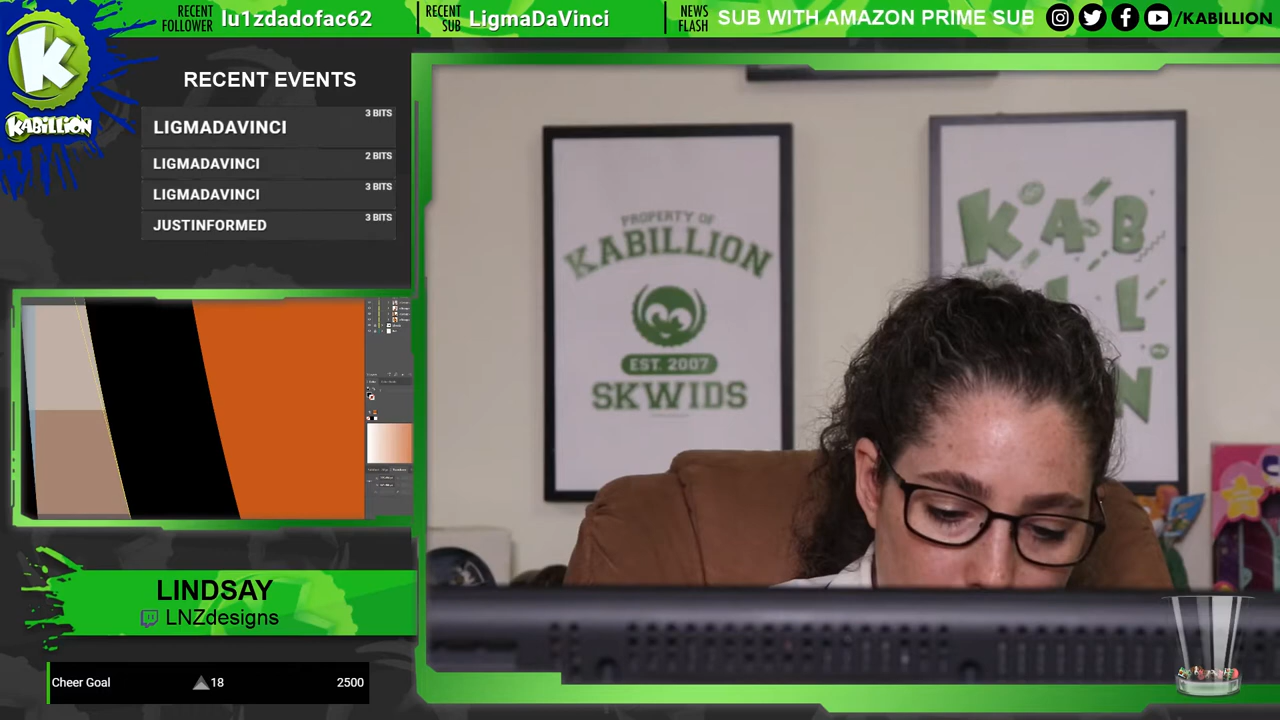 RECENT FOLLOWER lu1zdadofac62
RECENT SUB LigmaDaVinci
NEWS FLASH SUB WITH AMAZON PRIME SUB
/KABILLION
K
KABILLION
RECENT EVENTS
LIGMADAVINCI 3 BITS
LIGMADAVINCI 2 BITS
LIGMADAVINCI 3 BITS
JUSTINFORMED 3 BITS
PROPERTY OF
KABILLION
EST. 2007
SKWIDS
KAB
LL
N
LINDSAY
LNZdesigns
Cheer Goal 18 2500